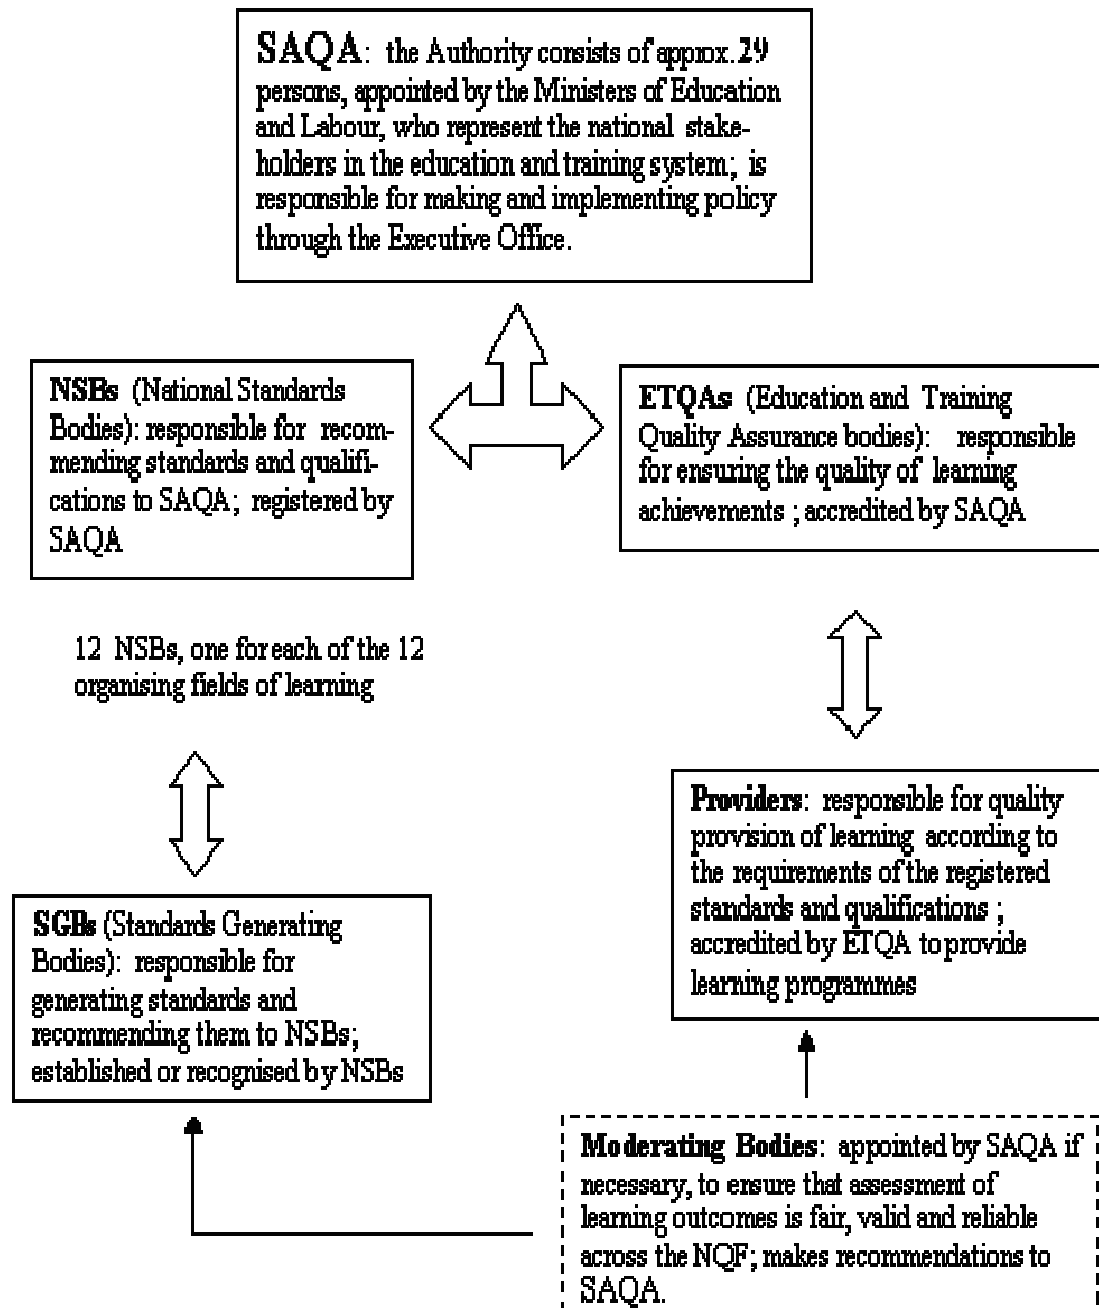 SAQA: the Authority consists of approx. 29
persons, appointed by the Ministers of Education
and Labour, who represent the national stake-
holders in the education and training system; is
responsible for making and implementing policy
through the Executive Office.
NSBs (National Standards
Bodies): responsible for recom-
mending standards and qualifi-
cations to SAQA; registered by
SAQA
ETQAs (Education and Training
Quality Assurance bodies): responsible
for ensuring the quality of learning
achievements ; accredited by SAQA
12 NSBs, one for each of the 12
organising fields of learning
Providers: responsible for quality
provision of learning according to
the requirements of the registered
standards and qualifications ;
accredited by ETQA to provide
learning programmes
SGBs (Standards Generating
Bodies): responsible for
generating standards and
recommending them to NSBs;
established or recognised by NSBs
Moderating Bodies: appointed by SAQA if
necessary, to ensure that assessment of
learning outcomes is fair, valid and reliable
across the NQF; makes recommendations to
SAQA.